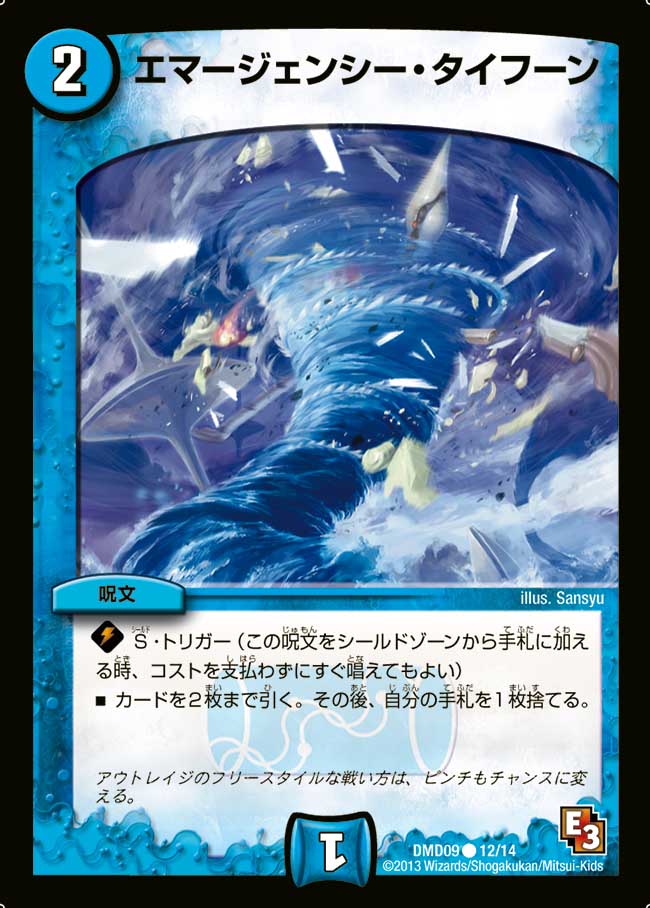 2
エマージェンシー・タイフーン
呪文
illus. Sansyu
S・トリガー（この呪文をシールドゾーンから手札に加え
る時、コストを支払わずにすぐ唱えてもよい）
■ カードを２枚まで引く。その後、自分の手札を１枚捨てる。
アウトレイジのフリースタイルな戦い方は、ピンチもチャンスに変
える。
E3
1
DMD09●12/14
©2013 Wizards/Shogakukan/Mitsui-Kids